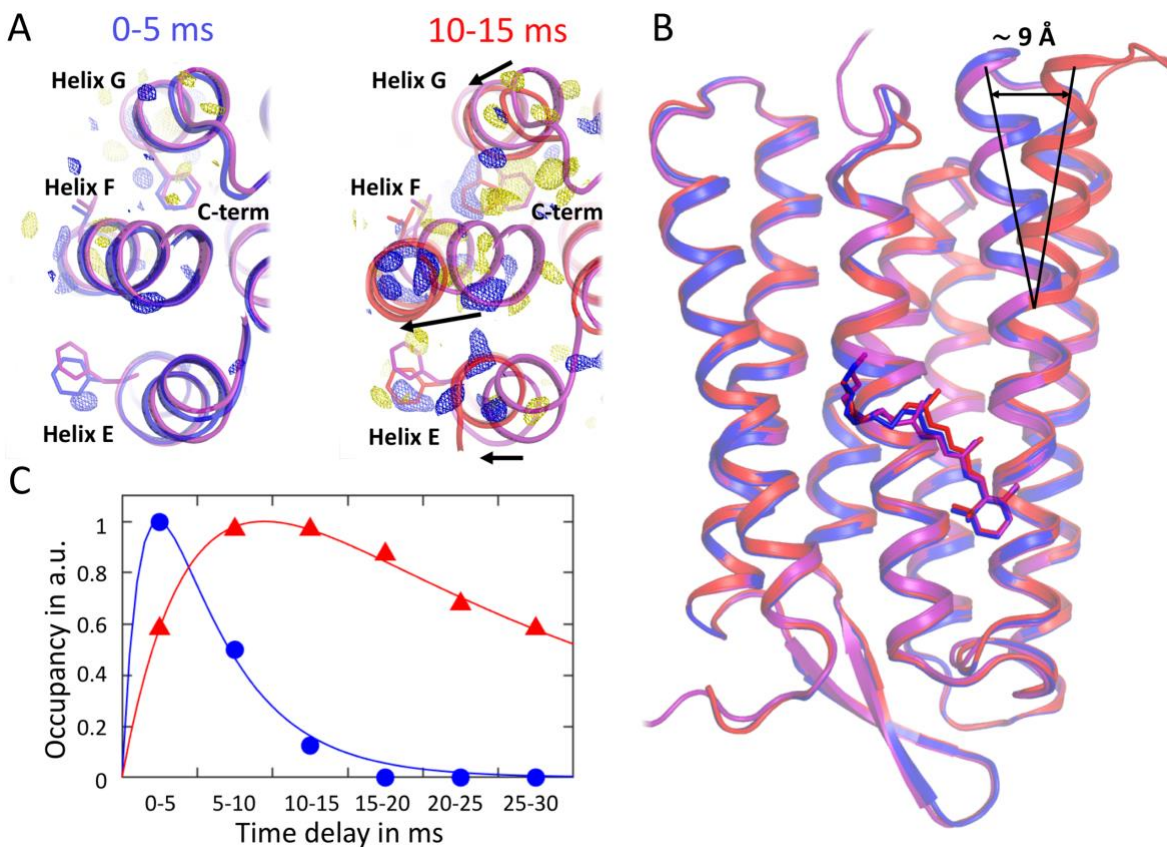 A
0-5 ms
10-15 ms
Helix G
Helix F
C-term
Helix E
Helix G
Helix F
C-term
Helix E
B
~ 9 Å
C
Occupancy in a.u.
1
0.8
0.6
0.4
0.2
0
0-5 5-10 10-15 15-20 20-25 25-30
Time delay in ms